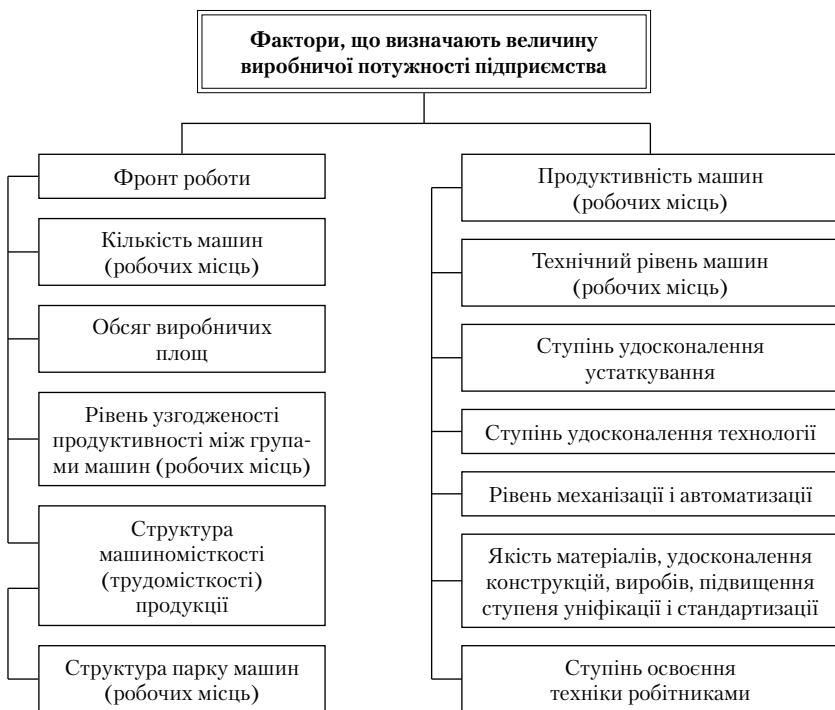 Фактори, що визначають величину
виробничої потужності підприємства
Фронт роботи
Кількість машин
(робочих місць)
Обсяг виробничих
площ
Рівень узгодженості
продуктивності між група-
ми машин (робочих місць)
Структура
машиномісткості
(трудомісткості)
продукції
Структура парку машин
(робочих місць)
Продуктивність машин
(робочих місць)
Технічний рівень машин
(робочих місць)
Ступінь удосконалення
устаткування
Ступінь удосконалення технології
Рівень механізації і автоматизації
Якість матеріалів, удосконалення
конструкцій, виробів, підвищення
ступеня уніфікації і стандартизації
Ступінь освоєння
техніки робітниками